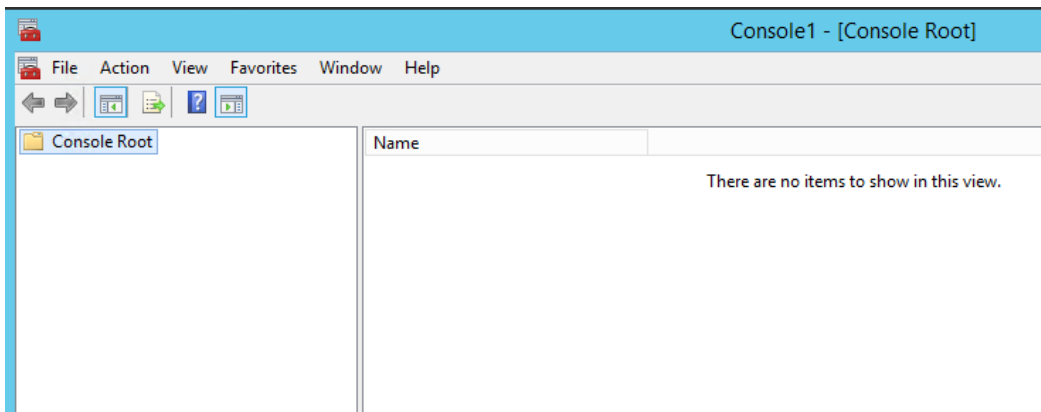 Console1 - [Console Root]
File Action View Favorites Window Help
Console Root
Name
There are no items to show in this view.